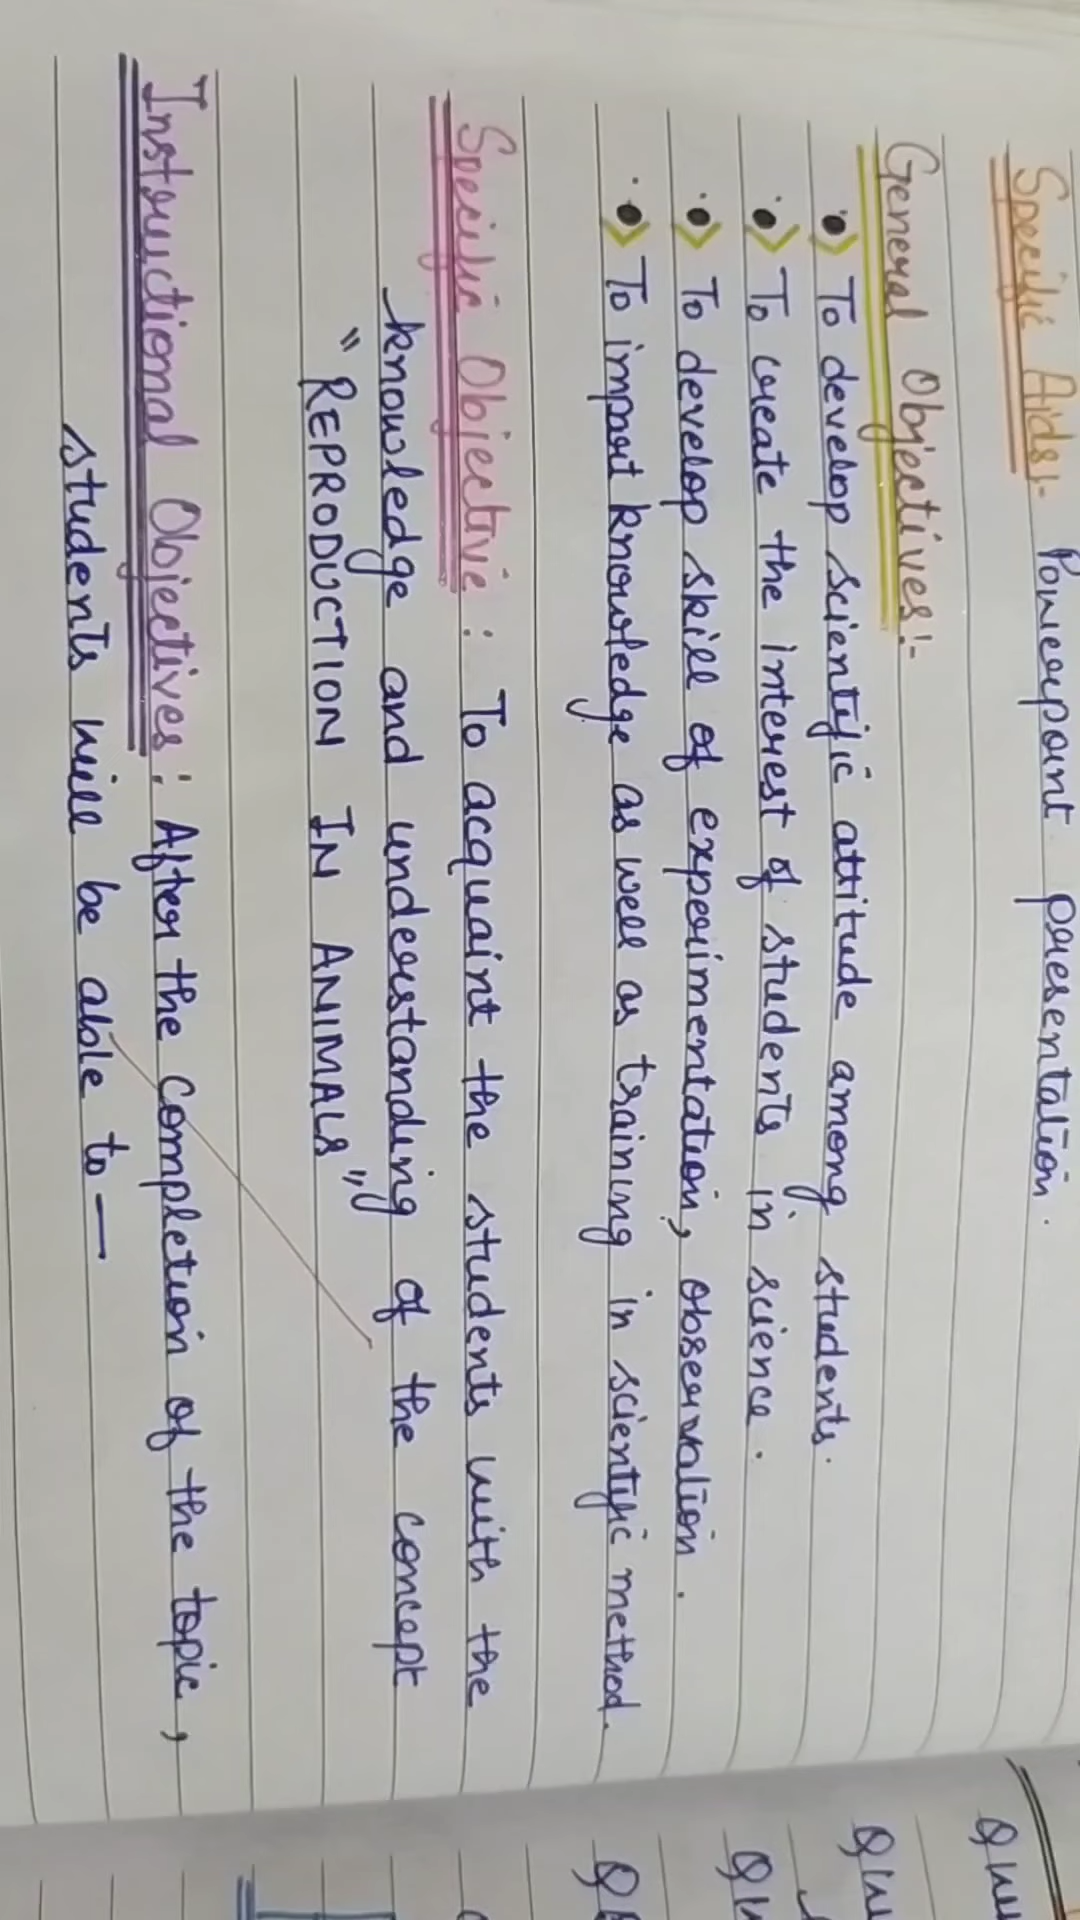 Specific Aids:- Powerpoint presentation.
General Objectives:-
To develop scientific attitude among students.
To create the interest of students in science.
To develop skill of experimentation, observation.
To impart knowledge as well as training in scientific method.
Specific Objective : To acquaint the students with the
knowledge and understanding of the concept
"REPRODUCTION IN ANIMALS"
Instructional Objectives: After the completion of the topic,
students will be able to—